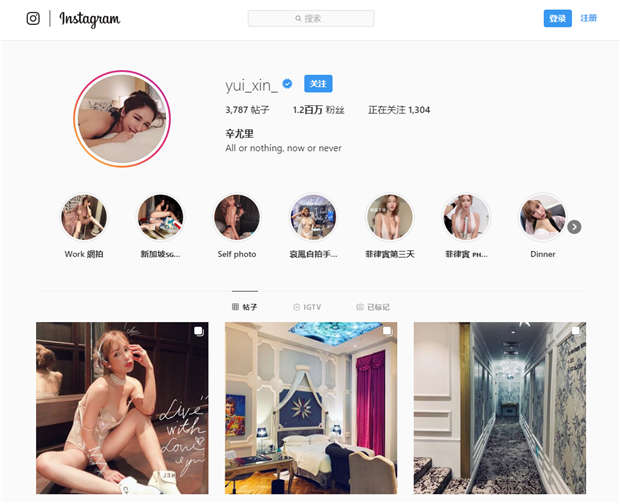 Instagram
搜索
登录 注册
yui_xin_ 关注
3,787 帖子 1.2百万 粉丝 正在关注 1,304
辛尤里
All or nothing, now or never
Work 網拍 新加坡SG... Self photo 哀鳳自拍手... 菲律賓第三天 菲律賓 PH... Dinner
帖子 IGTV 已标记
Live
with
Love